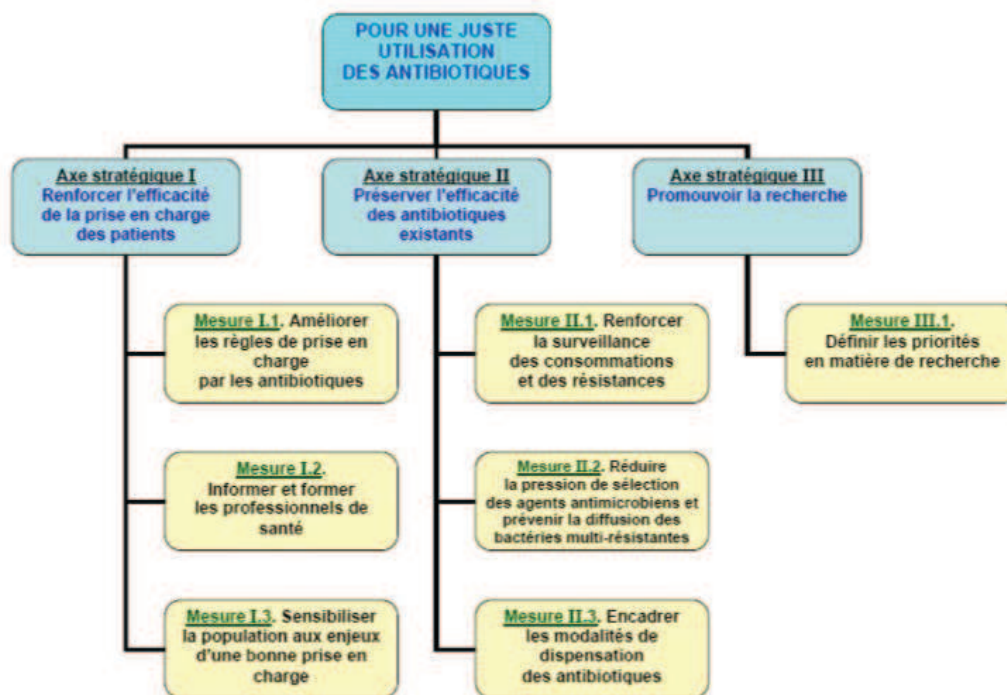 POUR UNE JUSTE
UTILISATION
DES ANTIBIOTIQUES
Axe stratégique I
Renforcer l'efficacité
de la prise en charge
des patients
Axe stratégique II
Préserver l'efficacité
des antibiotiques
existants
Axe stratégique III
Promouvoir la recherche
Mesure I.1. Améliorer
les règles de prise en
charge
par les antibiotiques
Mesure II.1. Renforcer
la surveillance
des consommations
et des résistances
Mesure III.1.
Définir les priorités
en matière de recherche
Mesure I.2.
Informer et former
les professionnels de
santé
Mesure II.2. Réduire
la pression de sélection
des agents antimicrobiens et
prévenir la diffusion des
bactéries multi-résistantes
Mesure I.3. Sensibiliser
la population aux enjeux
d'une bonne prise en
charge
Mesure II.3. Encadrer
les modalités de
dispensation
des antibiotiques